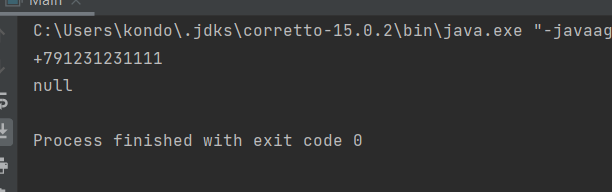 Main
C:\Users\kondo\.jdks\corretto-15.0.2\bin\java.exe "-javaag
+791231231111
null
Process finished with exit code 0